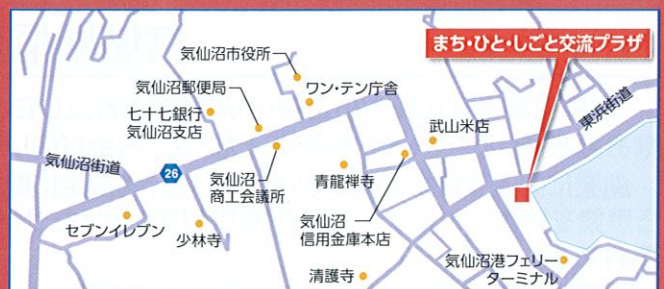 まち・ひと・しごと交流プラザ
気仙沼市役所
気仙沼郵便局
ワン・テン庁舎
七十七銀行
気仙沼支店
東浜街道
武山米店
気仙沼街道
26
気仙沼
商工会議所
青龍禅寺
気仙沼
信用金庫本店
セブンイレブン
少林寺
気仙沼港フェリー
ターミナル
清護寺